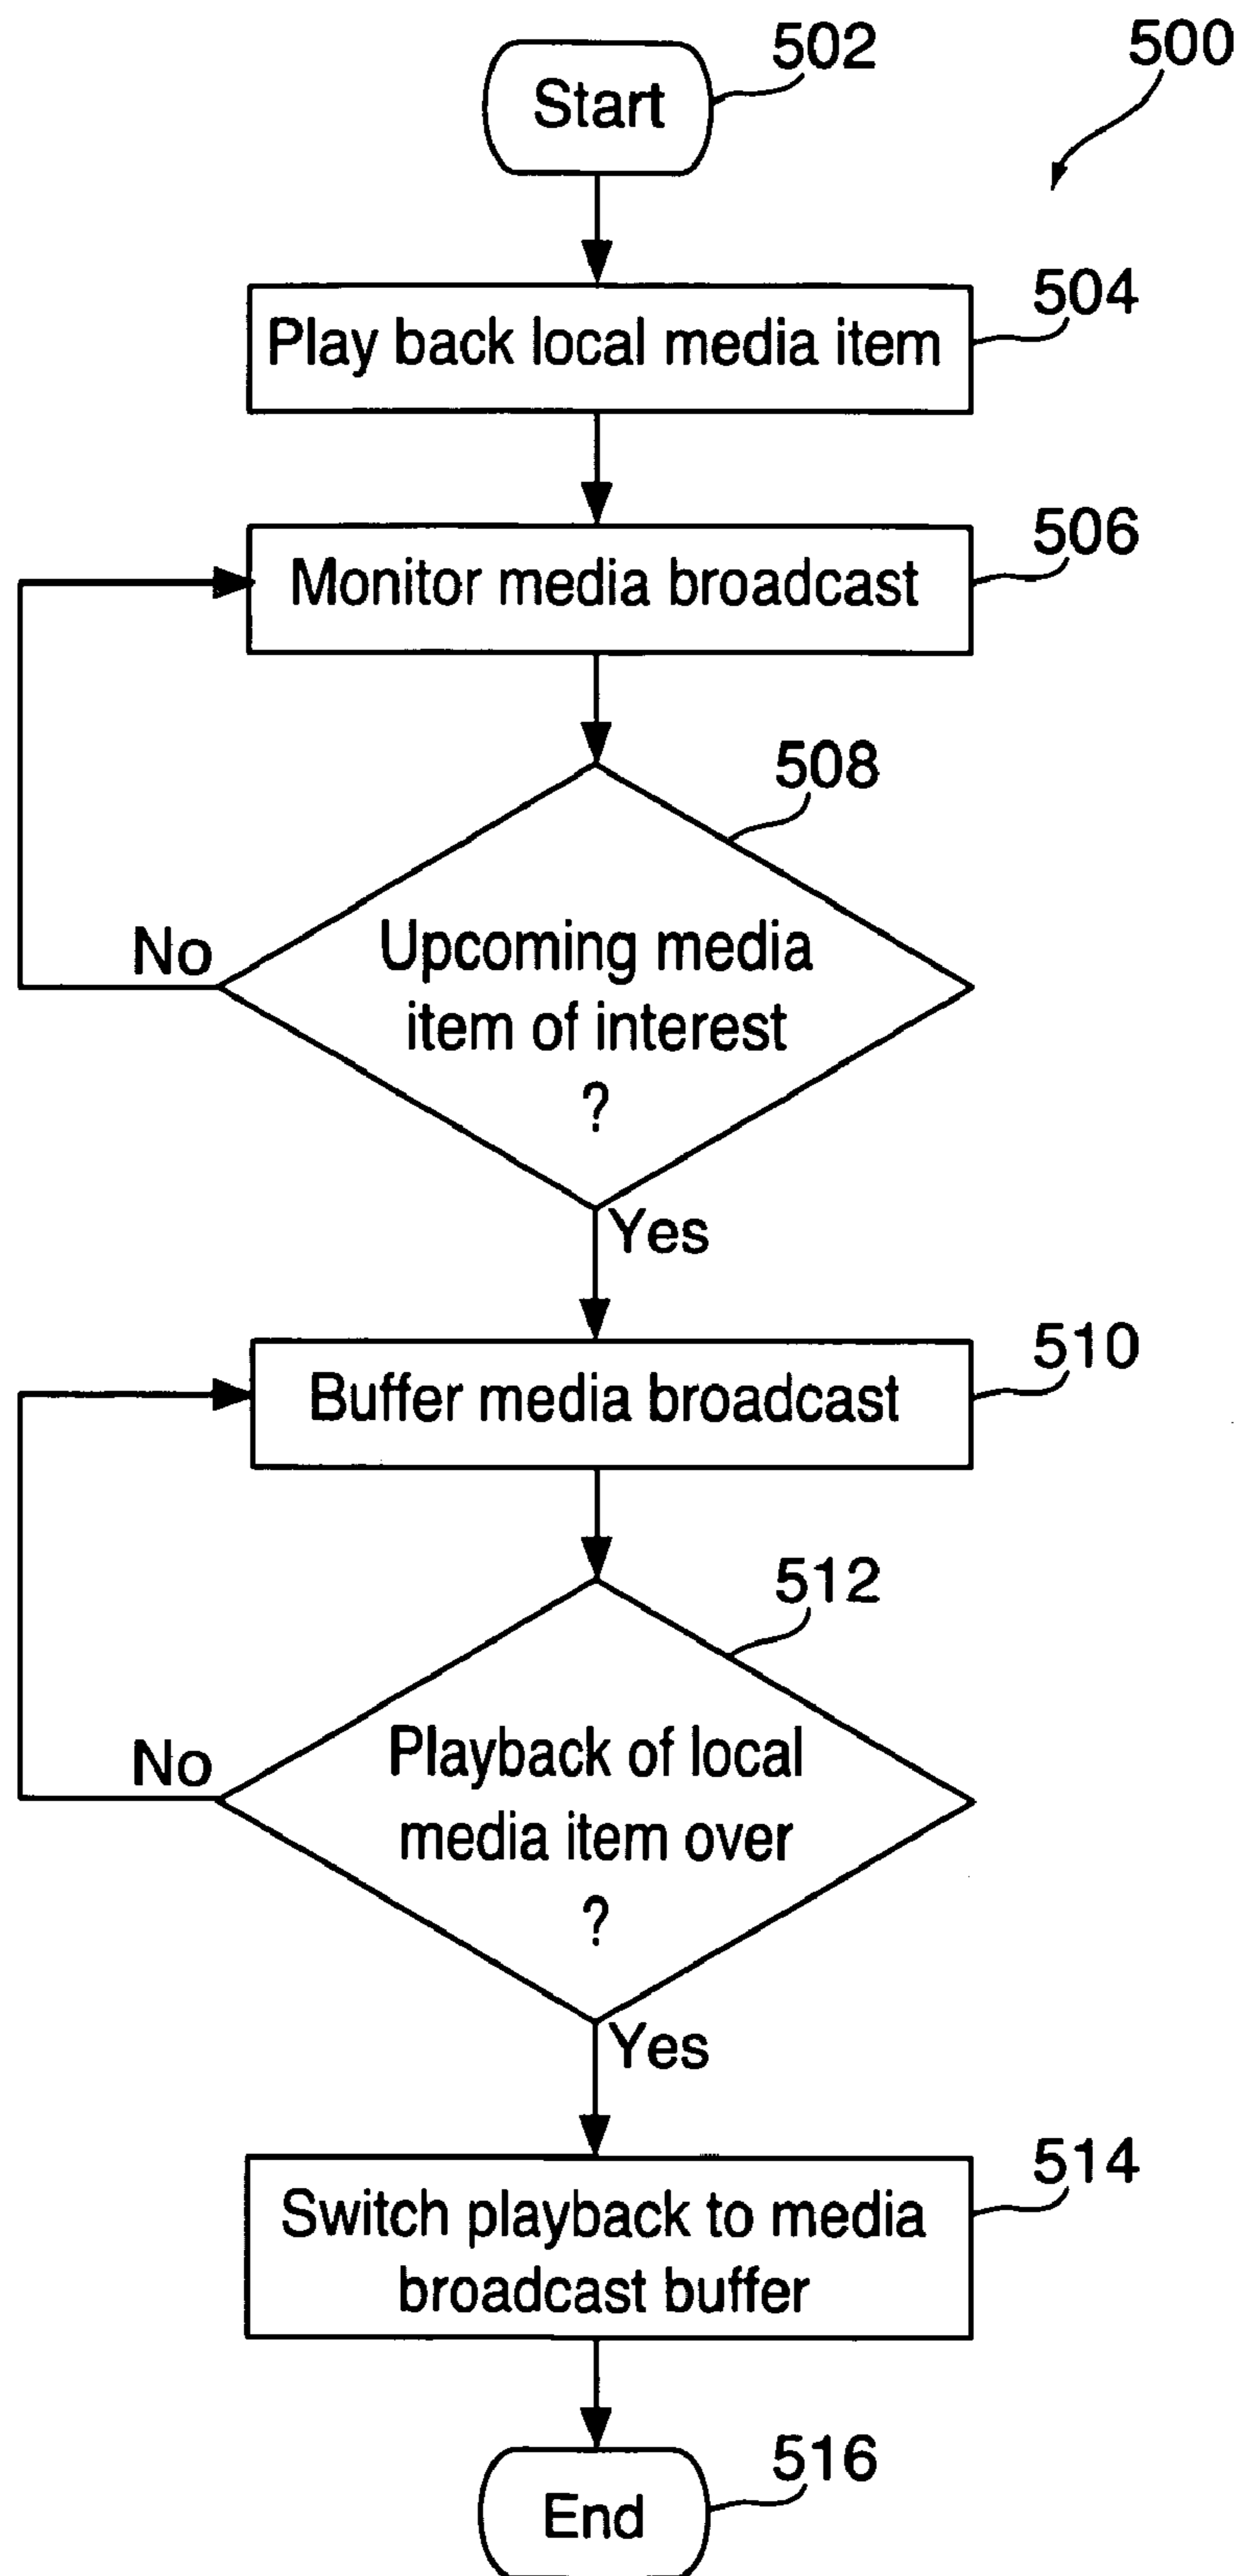 500
502
Start
504
Play back local media item
506
Monitor media broadcast
508
Upcoming media
item of interest
?
No
Yes
510
Buffer media broadcast
512
Playback of local
media item over
?
No
Yes
514
Switch playback to media
broadcast buffer
516
End